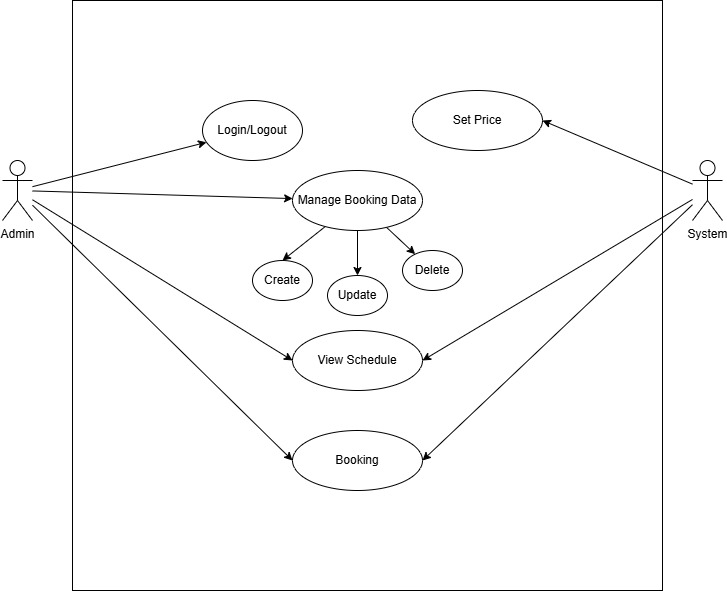 Login/Logout
Set Price
Manage Booking Data
Admin
System
Create
Update
Delete
View Schedule
Booking